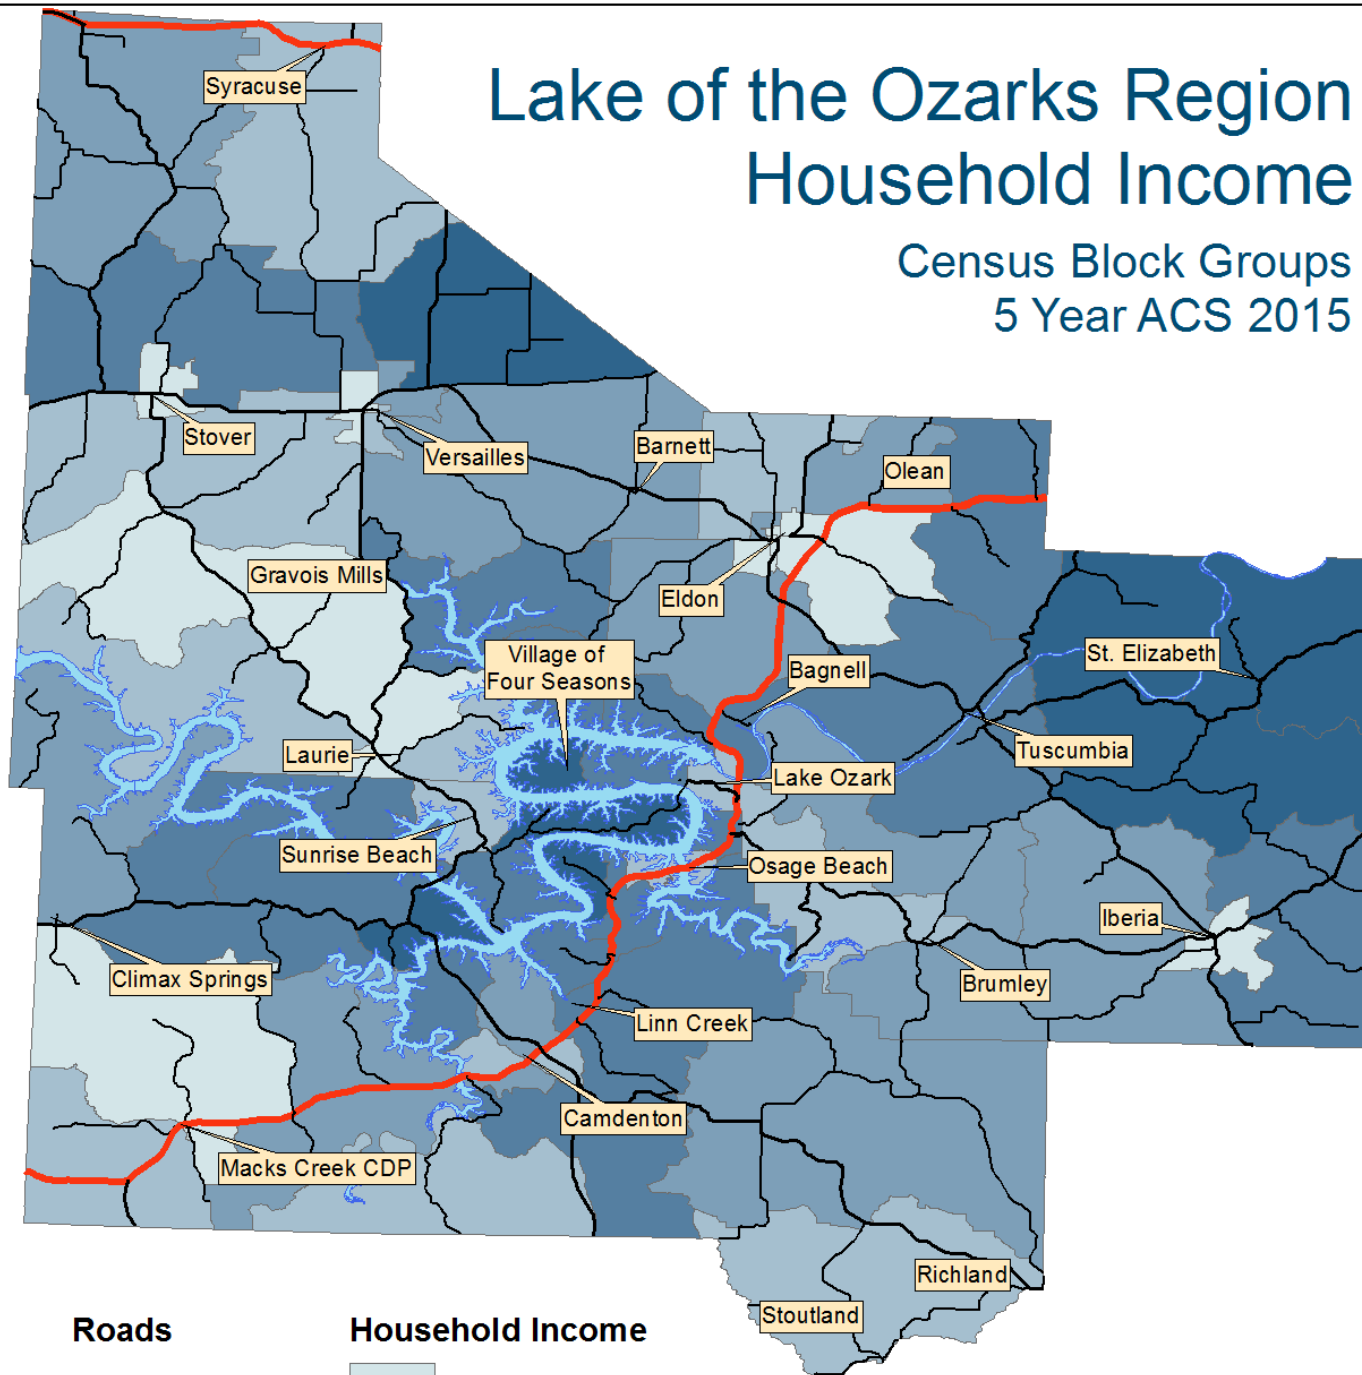 Lake of the Ozarks Region
Household Income
Census Block Groups
5 Year ACS 2015
Syracuse
Stover
Versailles
Barnett
Olean
Gravois Mills
Eldon
Village of
Four Seasons
Bagnell
St. Elizabeth
Tuscumbia
Laurie
Lake Ozark
Sunrise Beach
Osage Beach
Iberia
Climax Springs
Brumley
Linn Creek
Camdenton
Macks Creek CDP
Richland
Stoutland
Roads
Household Income